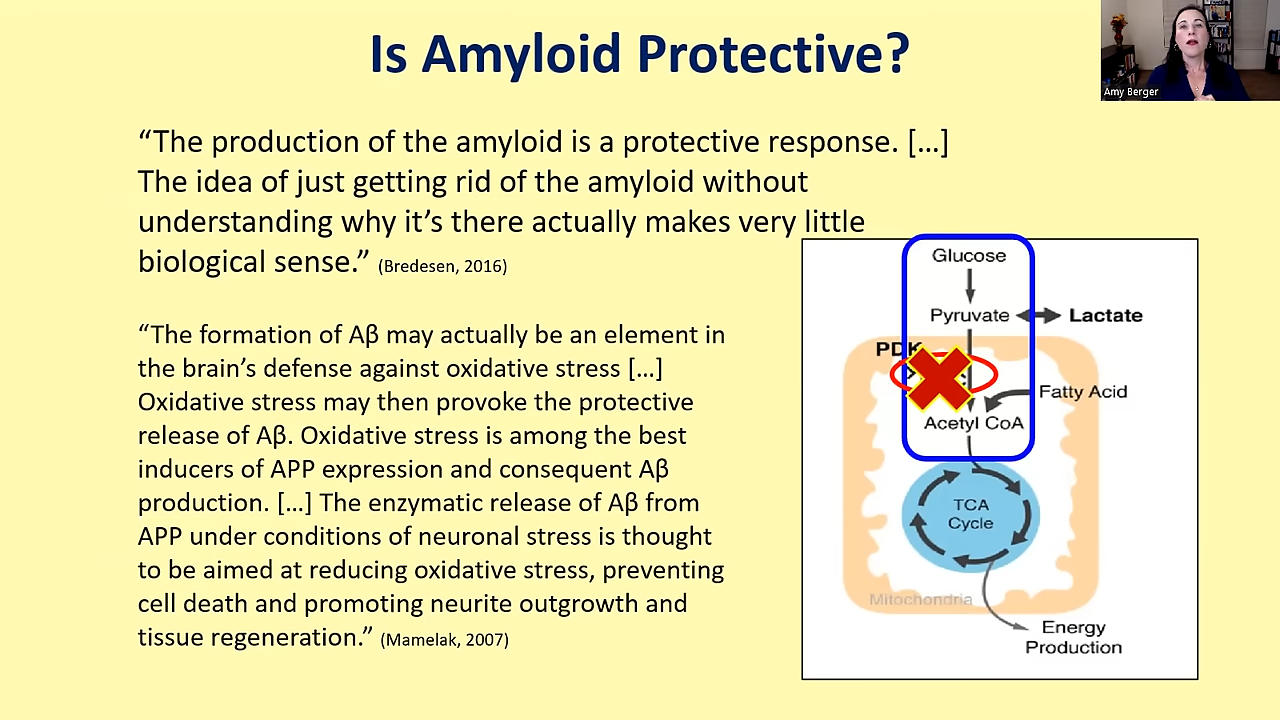 Is Amyloid Protective?
Amy Berger
“The production of the amyloid is a protective response. […]
The idea of just getting rid of the amyloid without
understanding why it’s there actually makes very little
biological sense.” (Bredesen, 2016)
“The formation of Aβ may actually be an element in
the brain’s defense against oxidative stress […]
Oxidative stress may then provoke the protective
release of Aβ. Oxidative stress is among the best
inducers of APP expression and consequent Aβ
production. […] The enzymatic release of Aβ from
APP under conditions of neuronal stress is thought
to be aimed at reducing oxidative stress, preventing
cell death and promoting neurite outgrowth and
tissue regeneration.” (Mamelak, 2007)
Glucose
Pyruvate
Lactate
PDK
Fatty Acid
Acetyl CoA
TCA
Cycle
Mitochondria
Energy
Production